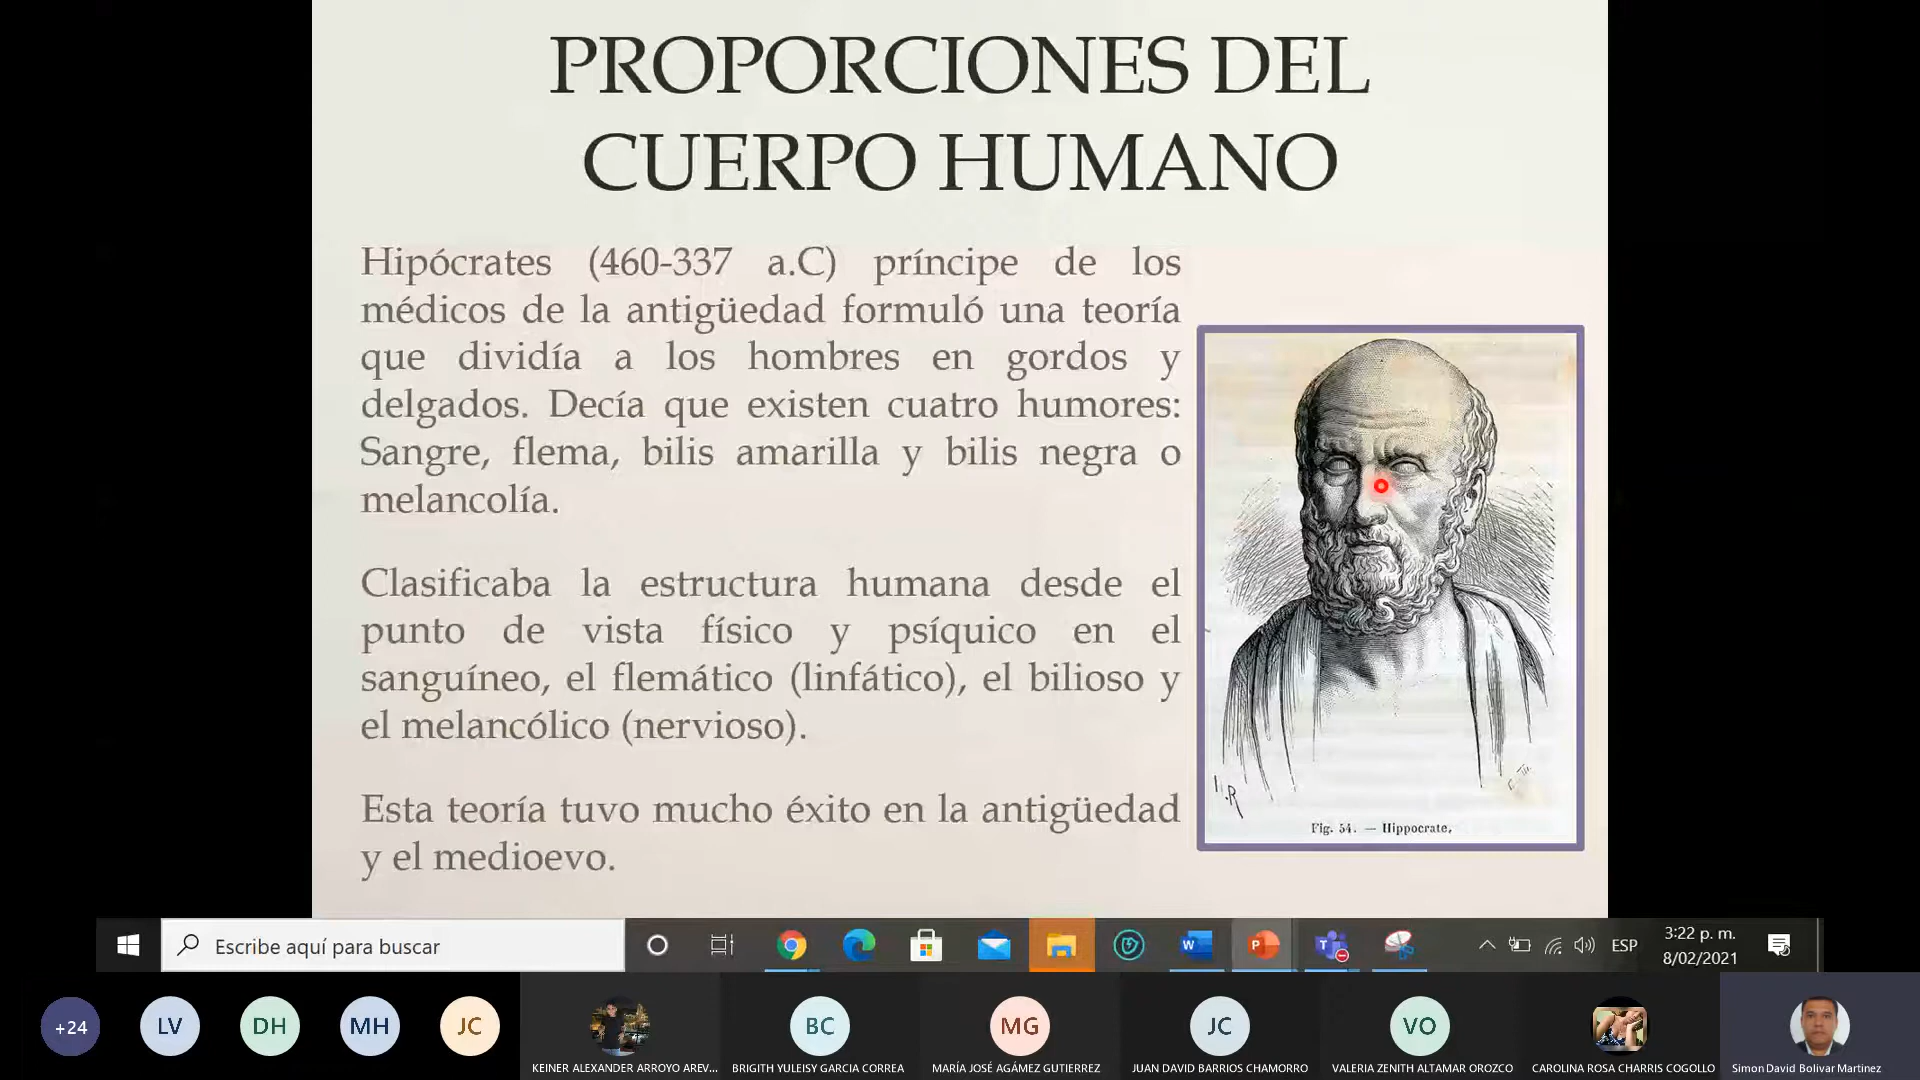 PROPORCIONES DEL
CUERPO HUMANO
Hipócrates (460-337 a.C) príncipe de los
médicos de la antigüedad formuló una teoría
que dividía a los hombres en gordos y
delgados. Decía que existen cuatro humores:
Sangre, flema, bilis amarilla y bilis negra o
melancolía.
Clasificaba la estructura humana desde el
punto de vista físico y psíquico en el
sanguíneo, el flemático (linfático), el bilioso y
el melancólico (nervioso).
Esta teoría tuvo mucho éxito en la antigüedad
y el medioevo.
Fig. 54. — Hippocrate.
Escribe aquí para buscar
ESP
3:22 p. m.
8/02/2021
+24
LV
DH
MH
JC
KEINER ALEXANDER ARROYO AREV...
BC
BRIGITH YULEISY GARCIA CORREA
MG
MARÍA JOSÉ AGÁMEZ GUTIERREZ
JC
JUAN DAVID BARRIOS CHAMORRO
VO
VALERIA ZENITH ALTAMAR OROZCO
CAROLINA ROSA CHARRIS COGOLLO
Simon David Bolivar Martinez